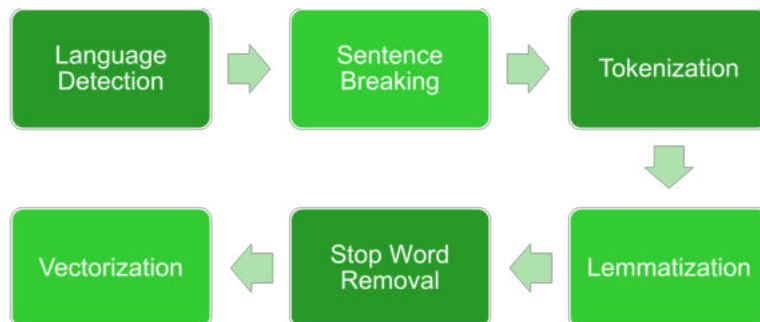 Language
Detection
Sentence
Breaking
Tokenization
Lemmatization
Stop Word
Removal
Vectorization